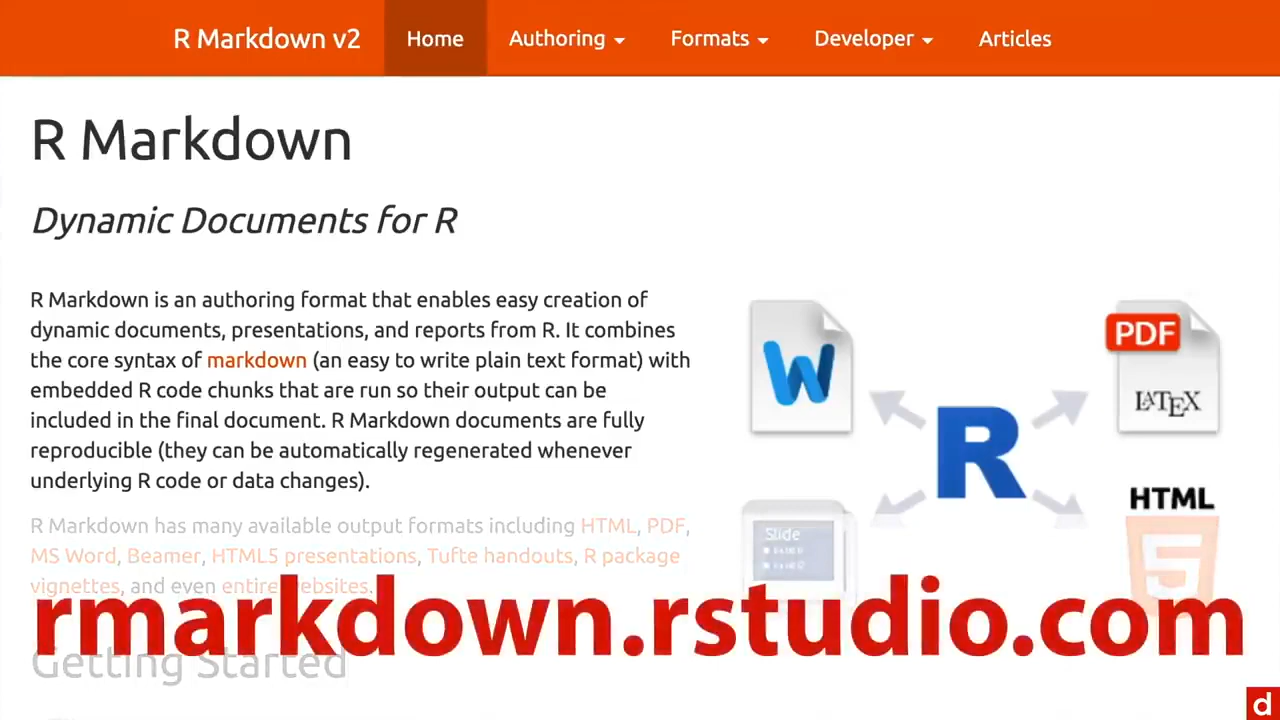 R Markdown v2 Home Authoring Formats Developer Articles
R Markdown
Dynamic Documents for R
R Markdown is an authoring format that enables easy creation of
dynamic documents, presentations, and reports from R. It combines
the core syntax of markdown (an easy to write plain text format) with
embedded R code chunks that are run so their output can be
included in the final document. R Markdown documents are fully
reproducible (they can be automatically regenerated whenever
underlying R code or data changes).
R Markdown has many available output formats including HTML, PDF,
MS Word, Beamer, HTML5 presentations, Tufte handouts, R package
vignettes, and even entire websites.
W
PDF
LATEX
R
Slide
HTML
5
rmarkdown.rstudio.com
Getting Started
d